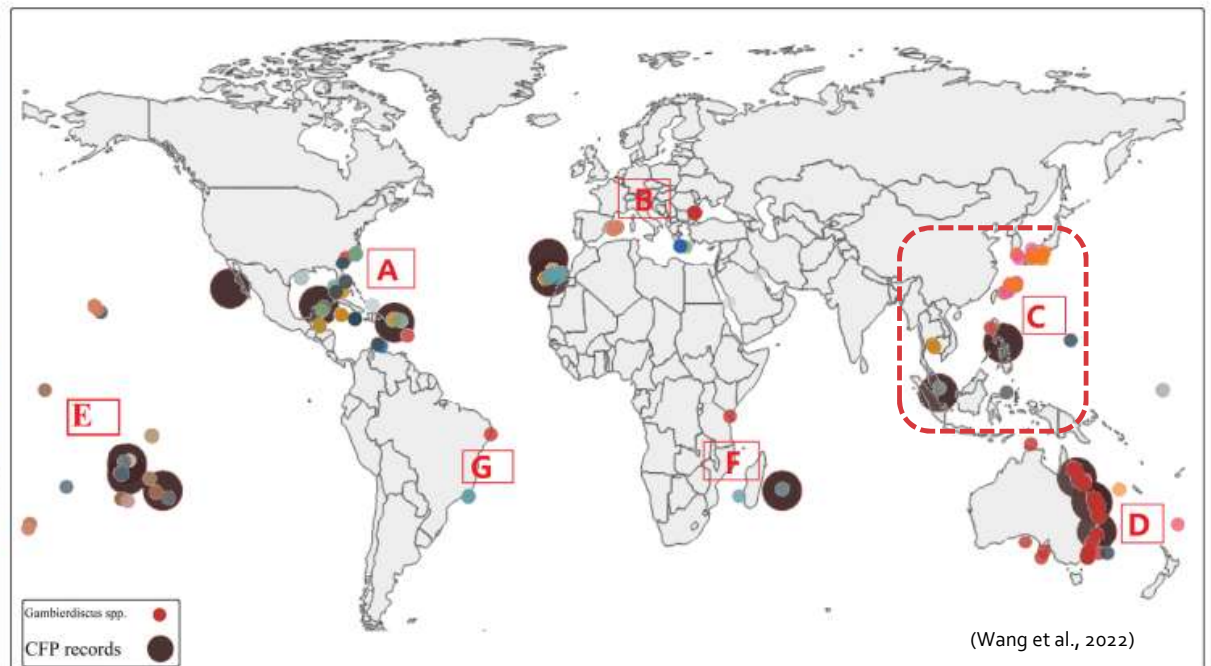 B
A
C
E
F
G
D
Gambierdiscus spp.
CFP records
(Wang et al., 2022)